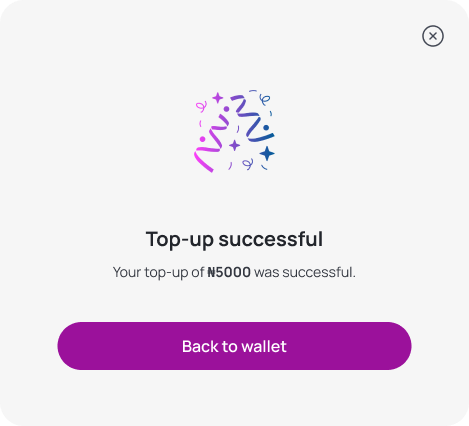 Top-up successful
Your top-up of ₦5000 was successful.
Back to wallet